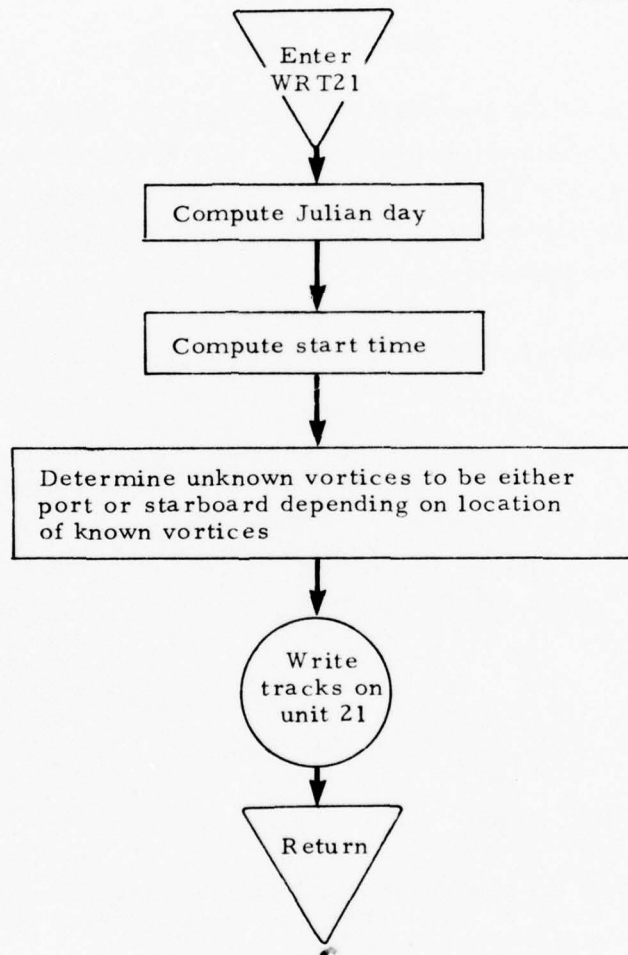 Enter
WRT21
Compute Julian day
Compute start time
Determine unknown vortices to be either
port or starboard depending on location
of known vortices
Write
tracks on
unit 21
Return